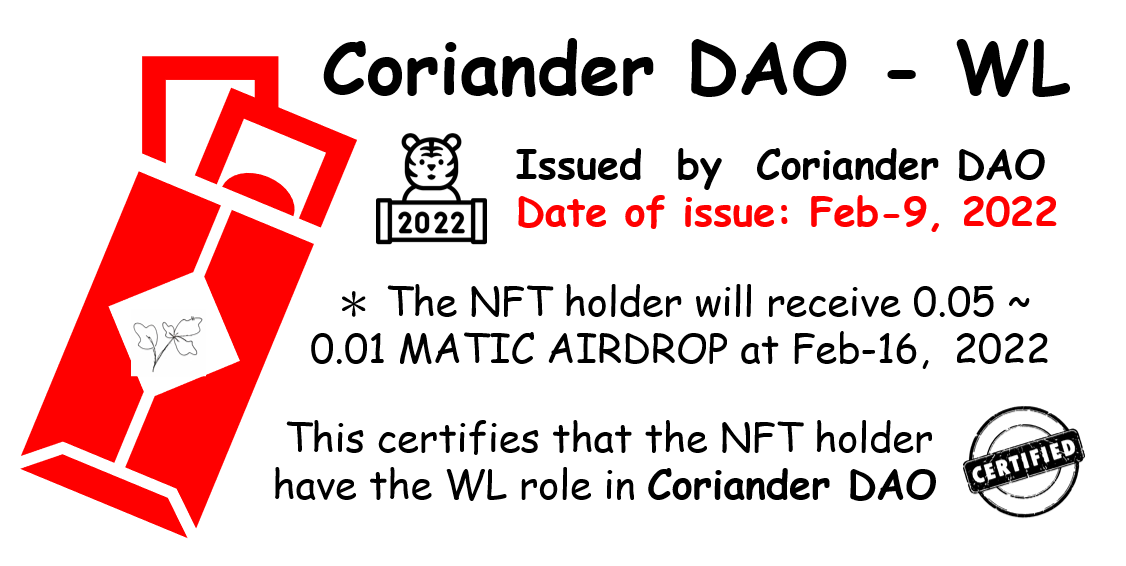 Coriander DAO - WL
Issued by Coriander DAO
Date of issue: Feb-9, 2022
2022
* The NFT holder will receive 0.05 ~
0.01 MATIC AIRDROP at Feb-16, 2022
This certifies that the NFT holder
have the WL role in Coriander DAO
CERTIFIED